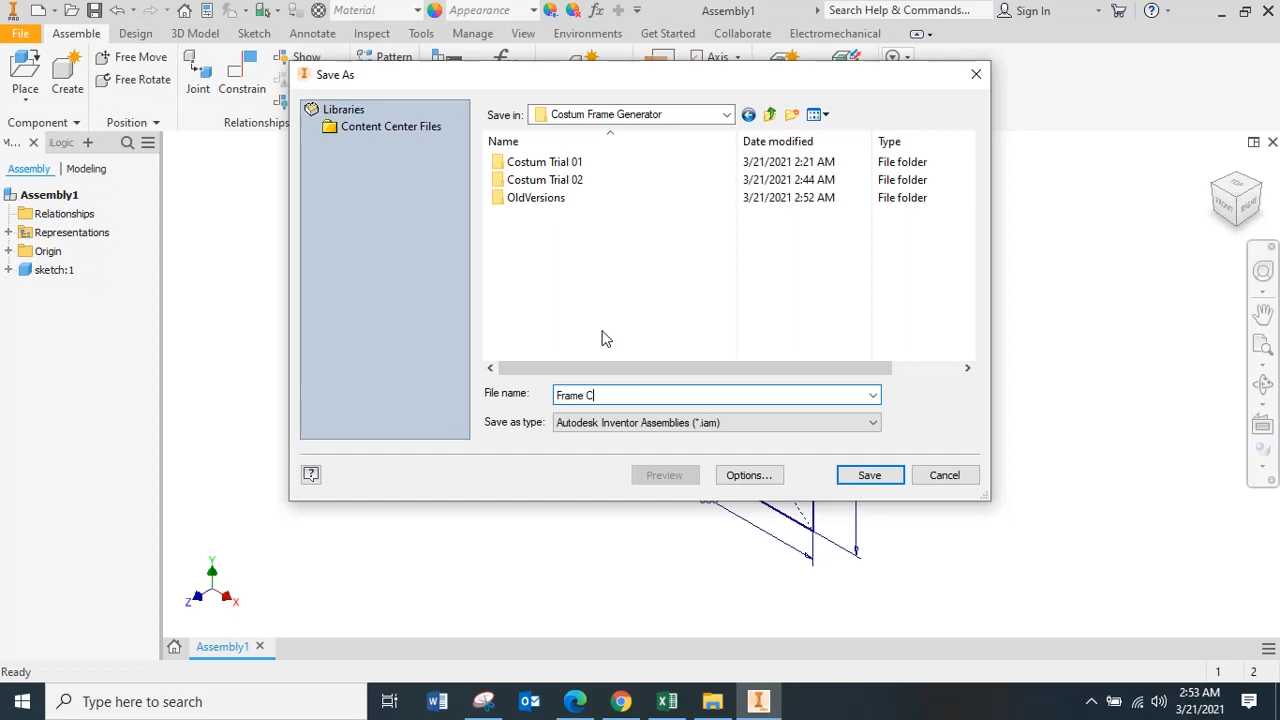 Material
Appearance
Assembly1
Search Help & Commands...
Sign In
File
Assemble
Design
3D Model
Sketch
Annotate
Inspect
Tools
Manage
View
Environments
Get Started
Collaborate
Electromechanical
Place
Create
Free Move
Free Rotate
Joint
Constrain
Show
Pattern
Axis
Component
Position
Relationships
Save As
Libraries
Content Center Files
Save in:
Costum Frame Generator
Name
Date modified
Type
Costum Trial 01
3/21/2021 2:21 AM
File folder
Costum Trial 02
3/21/2021 2:44 AM
File folder
OldVersions
3/21/2021 2:52 AM
File folder
File name:
Frame C
Save as type:
Autodesk Inventor Assemblies (*.iam)
Preview
Options...
Save
Cancel
M...
iLogic
Assembly
Modeling
Assembly1
Relationships
Representations
Origin
sketch:1
TOP
FRONT
RIGHT
Y
Z
X
Assembly1
Ready
1
2
Type here to search
2:53 AM
3/21/2021